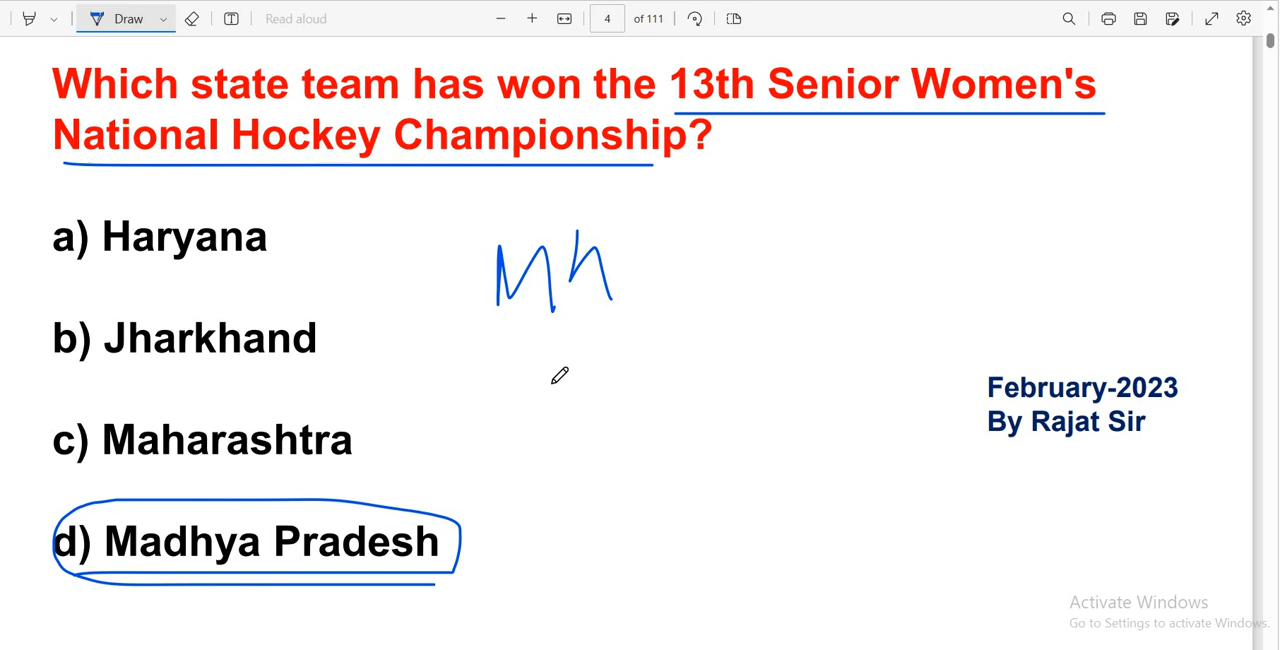 Draw Read aloud 4 of 111
Which state team has won the 13th Senior Women's
National Hockey Championship?
a) Haryana
Mh
b) Jharkhand
February-2023
By Rajat Sir
c) Maharashtra
d) Madhya Pradesh
Activate Windows
Go to Settings to activate Windows.